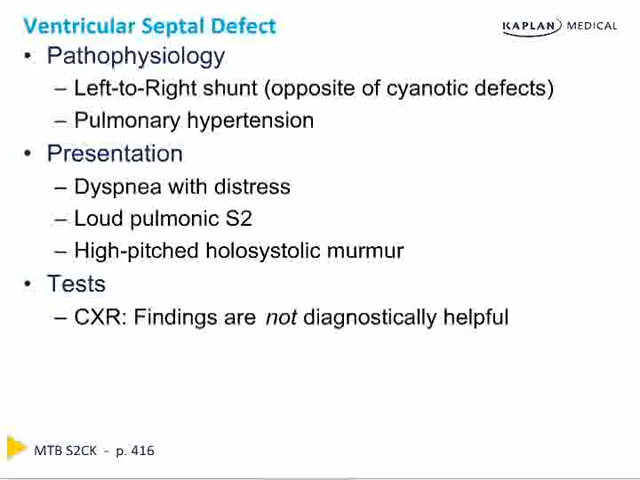 Ventricular Septal Defect
KAPLAN MEDICAL
• Pathophysiology
– Left-to-Right shunt (opposite of cyanotic defects)
– Pulmonary hypertension
• Presentation
– Dyspnea with distress
– Loud pulmonic S2
– High-pitched holosystolic murmur
• Tests
– CXR: Findings are not diagnostically helpful
MTB S2CK - p. 416